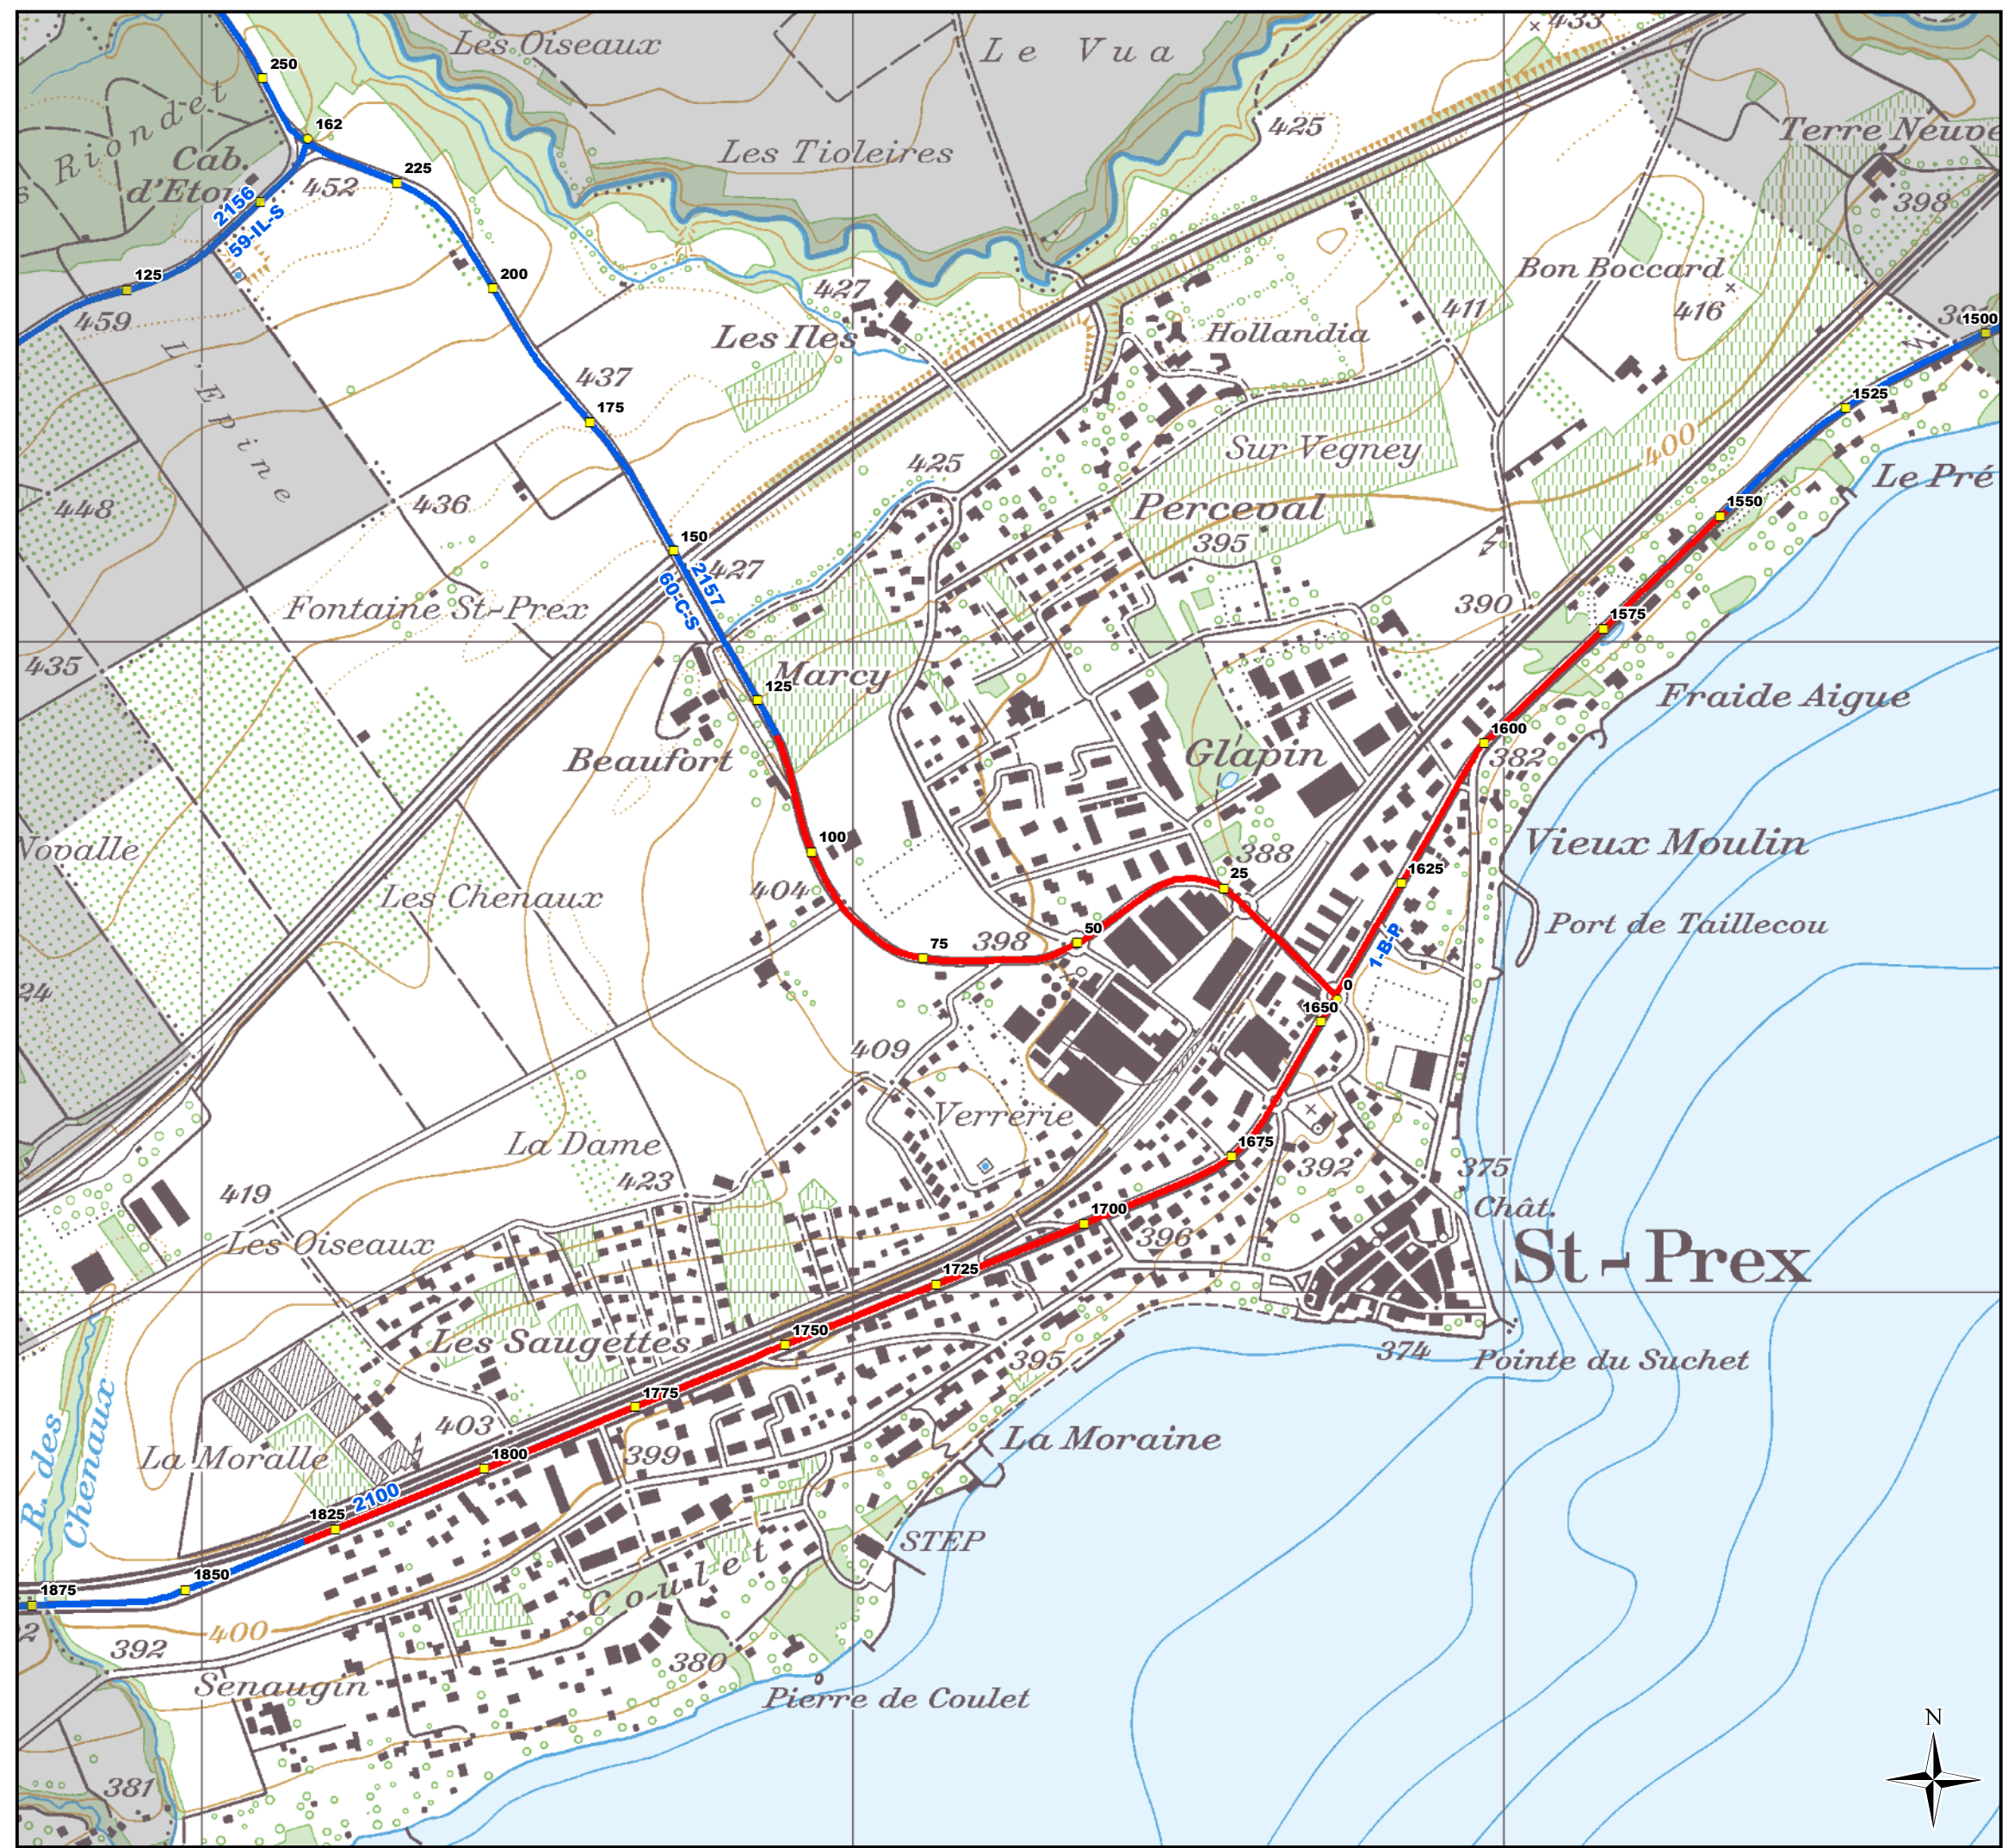 433
Les Oiseaux
Le Vua
250
162
Riondet
Cab.
d'Etoy
452
225
425
Les Tioleires
Terre Neuve
398
2156
59-IL-S
125
459
200
427
Les Iles
Hollandia
411
Bon Boccard
416
1500
1525
L'Epine
437
175
Sur Vegney
400
Le Pré
448
436
425
Perceval
395
1550
150
427
2157
60-C-S
Fontaine St-Prex
390
1575
435
Marcy
125
Fraide Aigue
Beaufort
Glapin
1600
382
Novalle
100
404
Les Chenaux
388
25
Vieux Moulin
1625
Port de Taillecou
75
398
50
1-B-P
24
0
1650
409
Verrerie
La Dame
423
1675
392
375
Chât.
419
Les Oiseaux
1700
396
St-Prex
1725
Les Saugettes
1750
395
374
Pointe du Suchet
1775
R. des
Chenaux
403
La Moralle
1800
399
La Moraine
2100
1825
STEP
Coulet
1850
1875
400
392
Senaugin
380
Pierre de Coulet
N
381